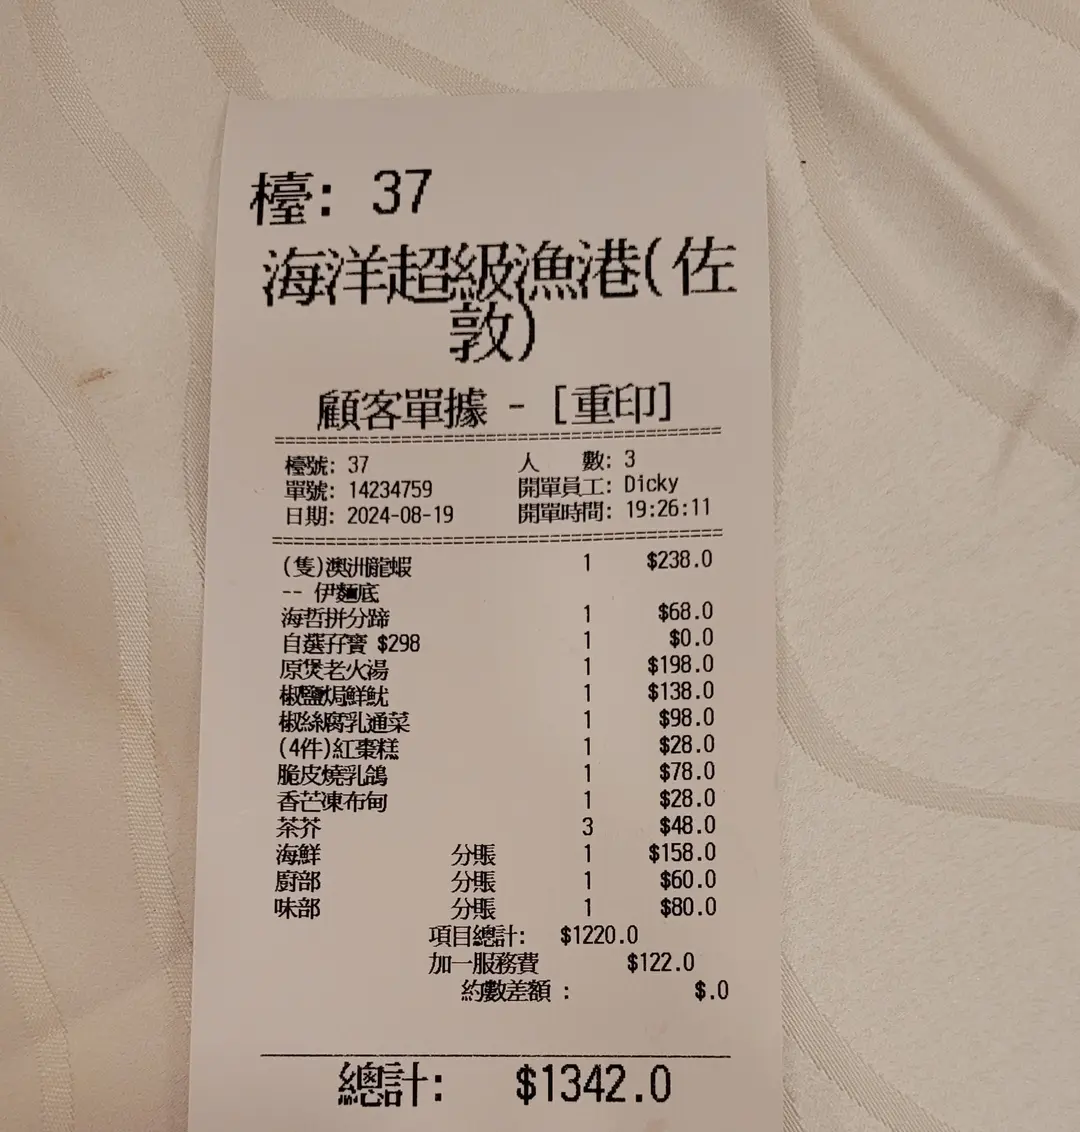 檯: 37
海洋超級漁港(佐
敦)
顧客單據 - [重印]
檯號: 37 人 數: 3
單號: 14234759 開單員工: Dicky
日期: 2024-08-19 開單時間: 19:26:11
(隻)澳洲龍蝦 1 $238.0
-- 伊麵底
海哲拼分蹄 1 $68.0
自選孖寶 $298 1 $0.0
原煲老火湯 1 $198.0
椒鹽焗鮮魷 1 $138.0
椒絲腐乳通菜 1 $98.0
(4件)紅棗糕 1 $28.0
脆皮燒乳鴿 1 $78.0
香芒凍布甸 1 $28.0
茶芥 3 $48.0
海鮮 分賬 1 $158.0
廚部 分賬 1 $60.0
味部 分賬 1 $80.0
項目總計: $1220.0
加一服務費 $122.0
約數差額 : $.0
總計: $1342.0